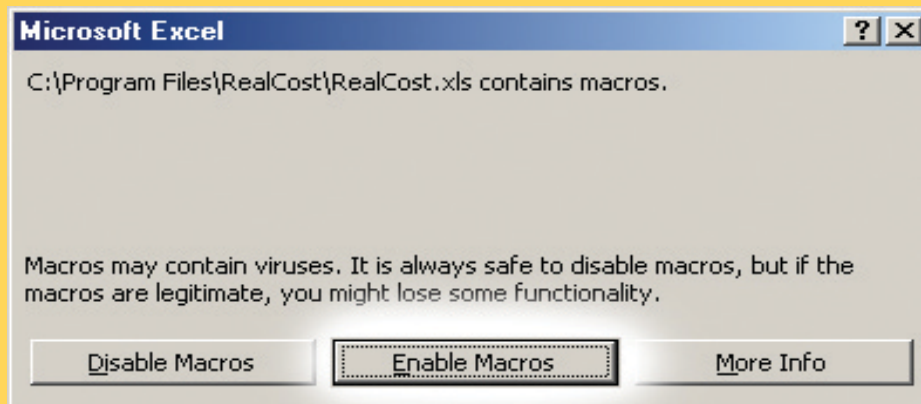 Microsoft Excel
C:\Program Files\RealCost\RealCost.xls contains macros.
Macros may contain viruses. It is always safe to disable macros, but if the
macros are legitimate, you might lose some functionality.
Disable Macros Enable Macros More Info